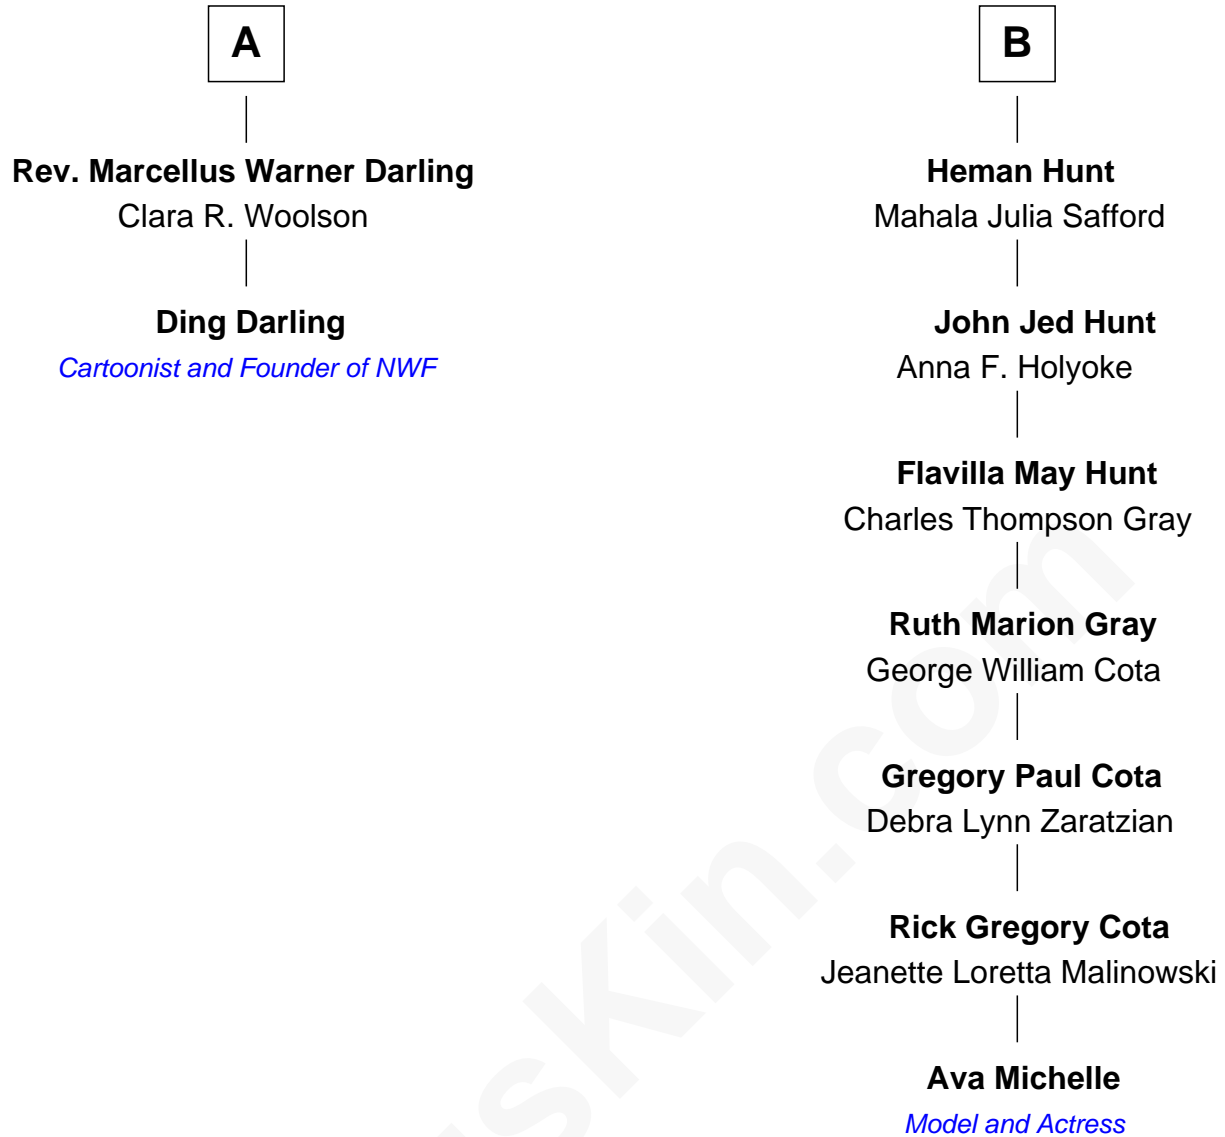 A
Rev. Marcellus Warner Darling
Clara R. Woolson
Ding Darling
Cartoonist and Founder of NWF
B
Heman Hunt
Mahala Julia Safford
John Jed Hunt
Anna F. Holyoke
Flavilla May Hunt
Charles Thompson Gray
Ruth Marion Gray
George William Cota
Gregory Paul Cota
Debra Lynn Zaratzian
Rick Gregory Cota
Jeanette Loretta Malinowski
Ava Michelle
Model and Actress
sKin.com